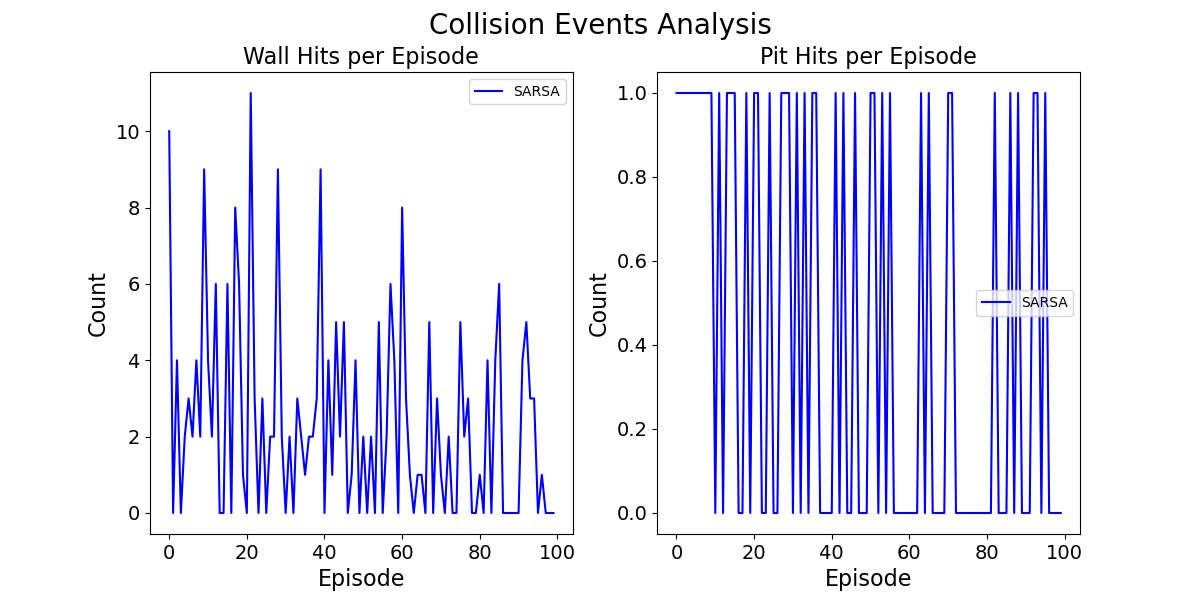 Collision Events Analysis
Wall Hits per Episode
SARSA
Count
10
8
6
4
2
0
0 20 40 60 80 100
Episode
Pit Hits per Episode
SARSA
Count
1.0
0.8
0.6
0.4
0.2
0.0
0 20 40 60 80 100
Episode